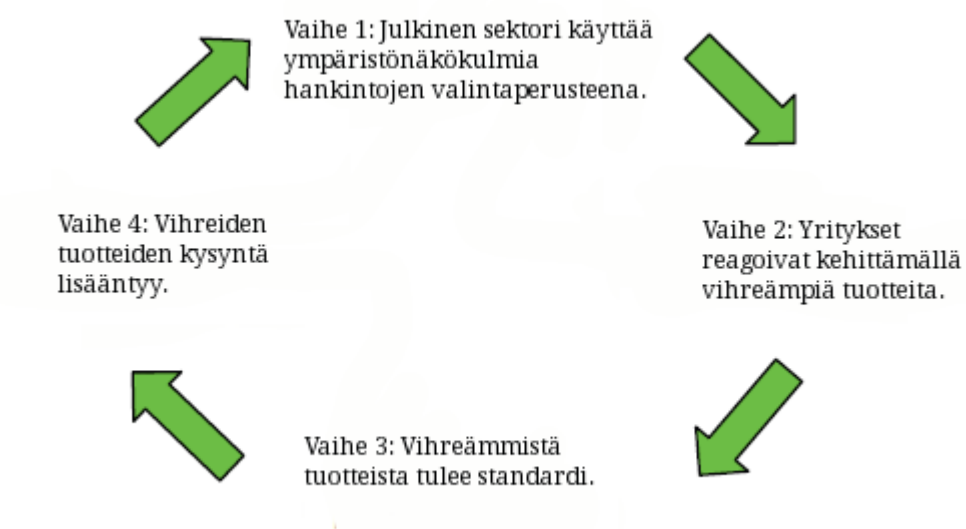 Vaihe 1: Julkinen sektori käyttää
ympäristönäkökulmia
hankintojen valintaperusteena.
Vaihe 2: Yritykset
reagoivat kehittämällä
vihreämpiä tuotteita.
Vaihe 3: Vihreämmistä
tuotteista tulee standardi.
Vaihe 4: Vihreiden
tuotteiden kysyntä
lisääntyy.